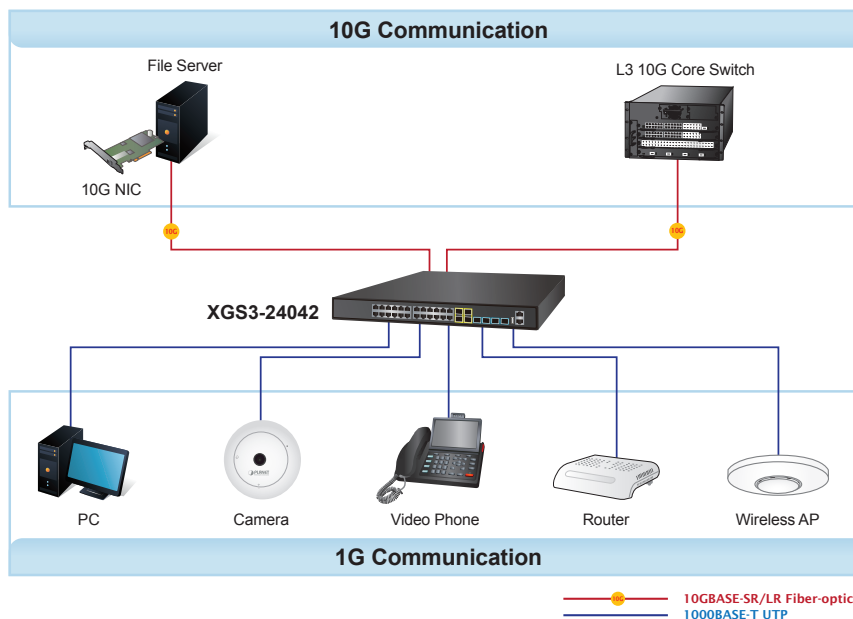 10G Communication
File Server
L3 10G Core Switch
10G NIC
10G
10G
XGS3-24042
PLANET
PC
Camera
Video Phone
Router
Wireless AP
1G Communication
10G
10GBASE-SR/LR Fiber-optic
1000BASE-T UTP